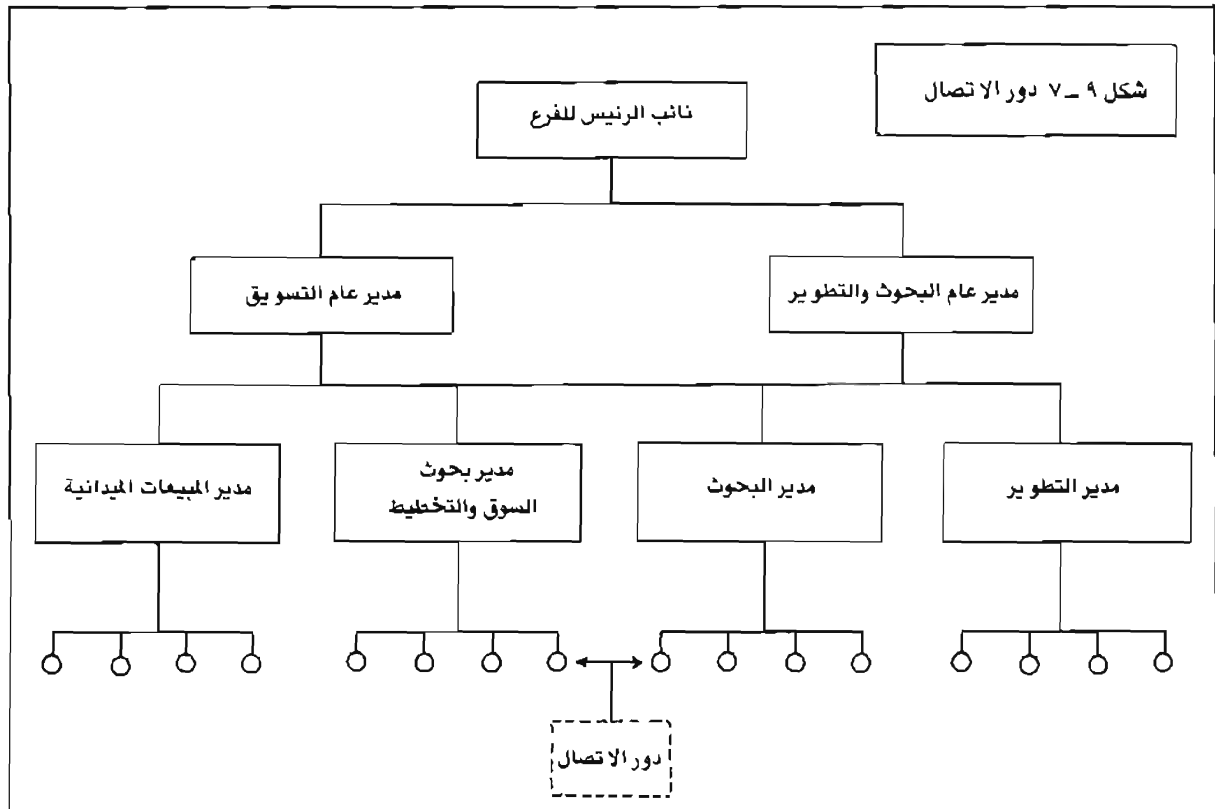 شكل ٩ – ٧ دور الاتصال
نائب الرئيس للفرع
مدير عام البحوث والتطوير
مدير عام التسويق
مدير التطوير
مدير البحوث
مدير بحوث
السوق والتخطيط
مدير المبيعات الميدانية
دور الاتصال